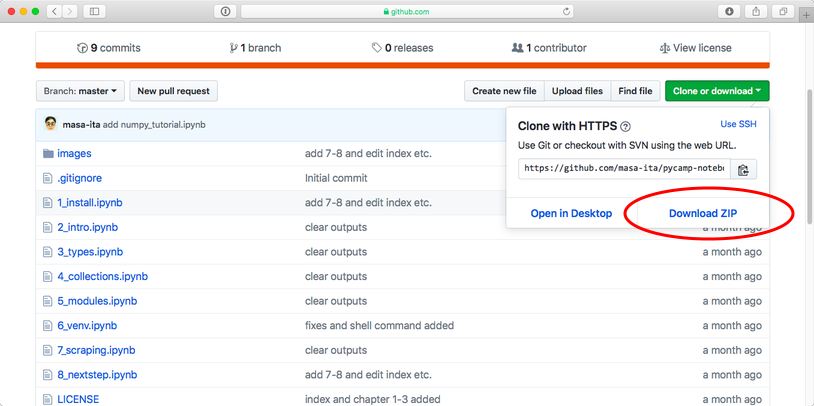 github.com
9 commits
1 branch
0 releases
1 contributor
View license
Branch: master
New pull request
Create new file
Upload files
Find file
Clone or download
masa-ita add numpy_tutorial.ipynb
Clone with HTTPS
Use SSH
Use Git or checkout with SVN using the web URL.
https://github.com/masa-ita/pycamp-notebo
Open in Desktop
Download ZIP
images add 7-8 and edit index etc.
.gitignore Initial commit
1_install.ipynb add 7-8 and edit index etc.
2_intro.ipynb clear outputs a month ago
3_types.ipynb clear outputs a month ago
4_collections.ipynb clear outputs a month ago
5_modules.ipynb clear outputs a month ago
6_venv.ipynb fixes and shell command added a month ago
7_scraping.ipynb clear outputs a month ago
8_nextstep.ipynb add 7-8 and edit index etc. a month ago
LICENSE index and chapter 1-3 added a month ago